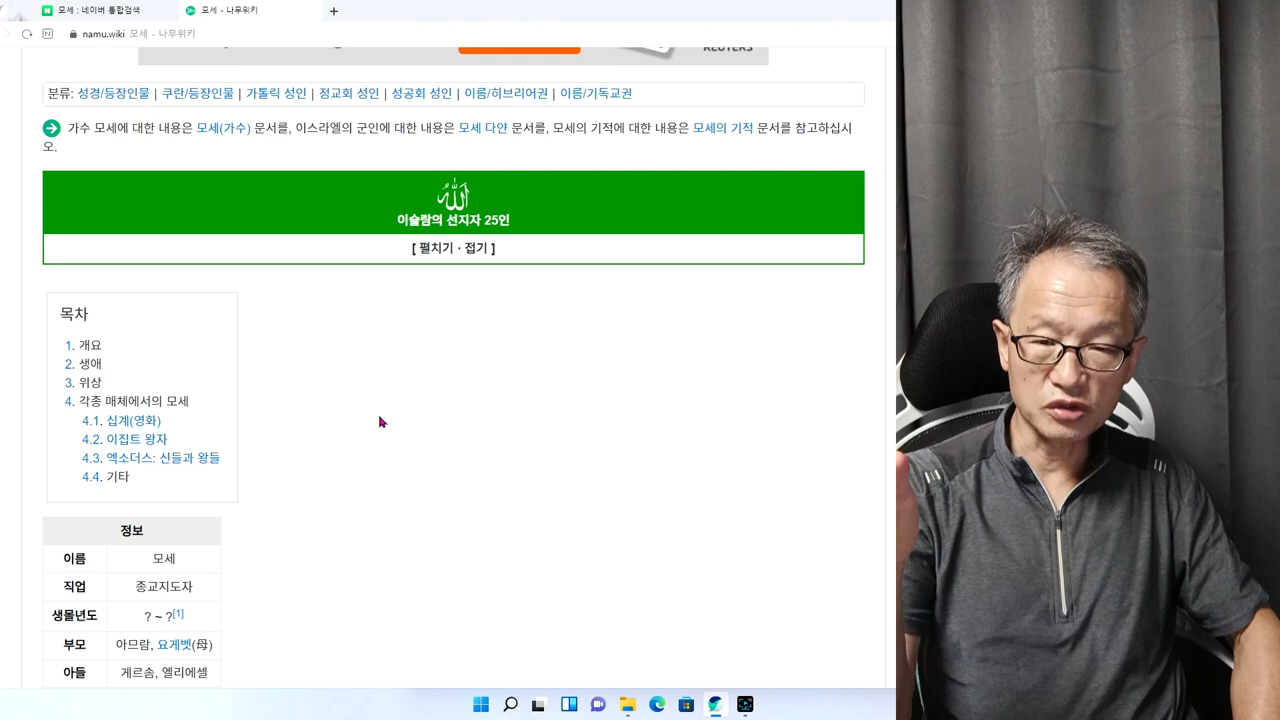 모세 : 네이버 통합검색
모세 - 나무위키
namu.wiki 모세 - 나무위키
REUTERS
분류: 성경/등장인물 | 쿠란/등장인물 | 가톨릭 성인 | 정교회 성인 | 성공회 성인 | 이름/히브리어권 | 이름/기독교권
가수 모세에 대한 내용은 모세(가수) 문서를, 이스라엘의 군인에 대한 내용은 모세 다얀 문서를, 모세의 기적에 대한 내용은 모세의 기적 문서를 참고하십시
오.
الله
이슬람의 선지자 25인
[ 펼치기 · 접기 ]
목차
1. 개요
2. 생애
3. 위상
4. 각종 매체에서의 모세
4.1. 십계(영화)
4.2. 이집트 왕자
4.3. 엑소더스: 신들과 왕들
4.4. 기타
정보
이름 모세
직업 종교지도자
생몰년도 ? ~ ?[1]
부모 아므람, 요게벳(母)
아들 게르솜, 엘리에셀